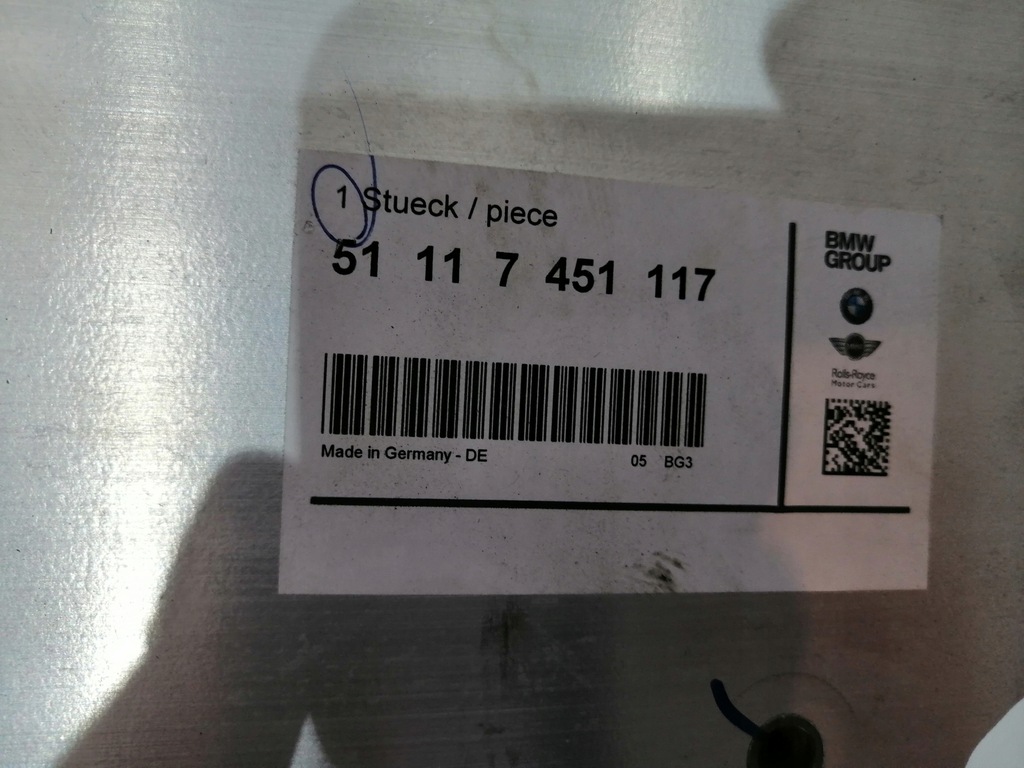 1 Stueck / piece
51 11 7 451 117
Made in Germany - DE
05 BG3
BMW
GROUP
Rolls-Royce
Motor Cars